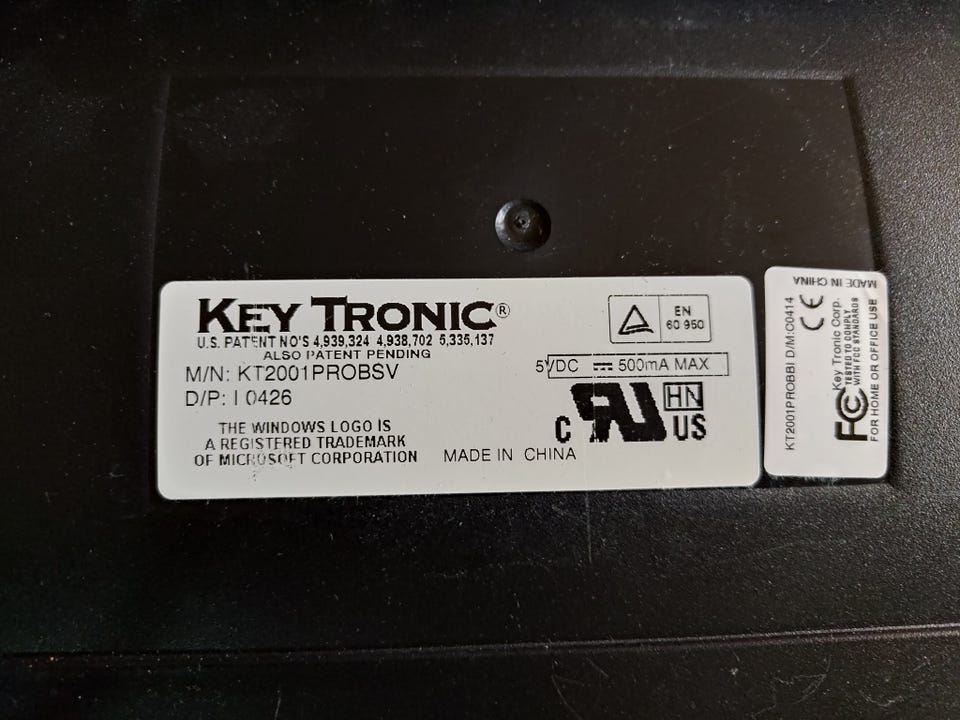 KEY TRONIC®
U.S. PATENT NO'S 4,939,324 4,938,702 5,335,137
ALSO PATENT PENDING
M/N: KT2001PROBSV
D/P: I 0426
THE WINDOWS LOGO IS
A REGISTERED TRADEMARK
OF MICROSOFT CORPORATION
MADE IN CHINA
EN
60 950
5VDC ⎓ 500mA MAX
C RU US
HN
KT2001PROBBI D/M:C0414
CE
FC Key Tronic Corp.
TESTED TO COMPLY
WITH FCC STANDARDS
FOR HOME OR OFFICE USE
MADE IN CHINA